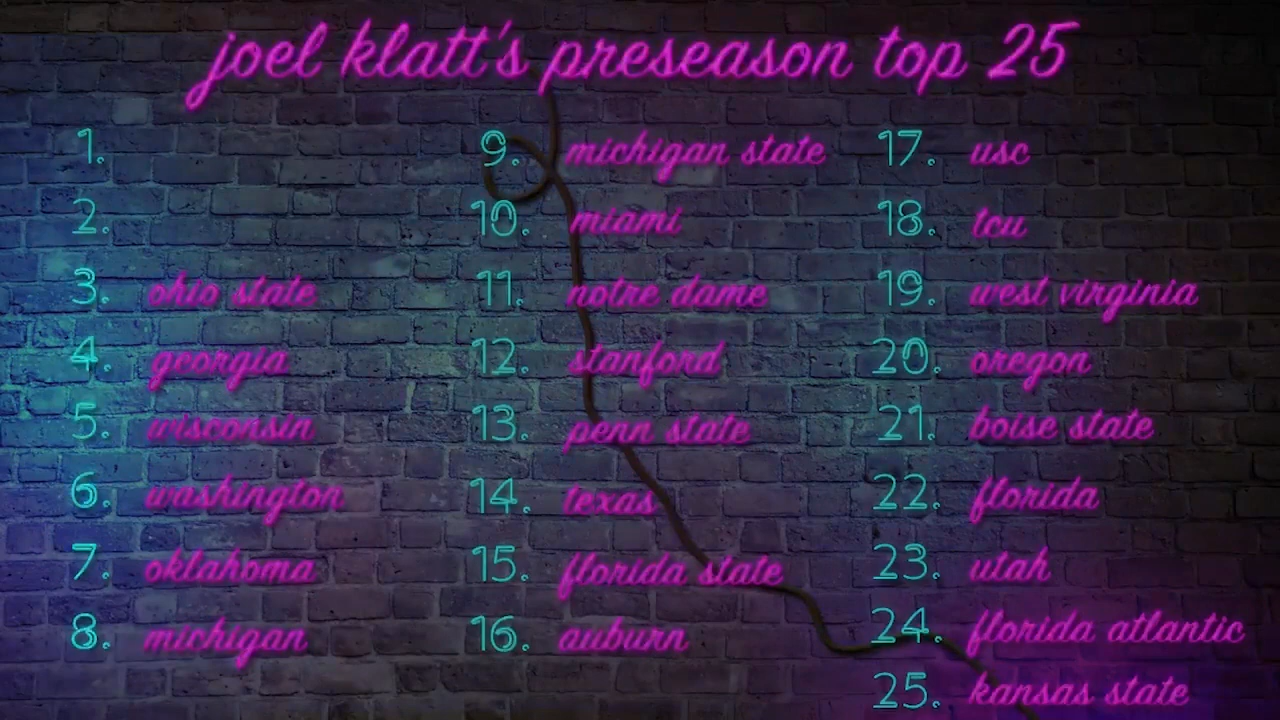 joel klatt's preseason top 25
1.
2.
3. ohio state
4. georgia
5. wisconsin
6. washington
7. oklahoma
8. michigan
9. michigan state
10. miami
11. notre dame
12. stanford
13. penn state
14. texas
15. florida state
16. auburn
17. usc
18. tcu
19. west virginia
20. oregon
21. boise state
22. florida
23. utah
24. florida atlantic
25. kansas state